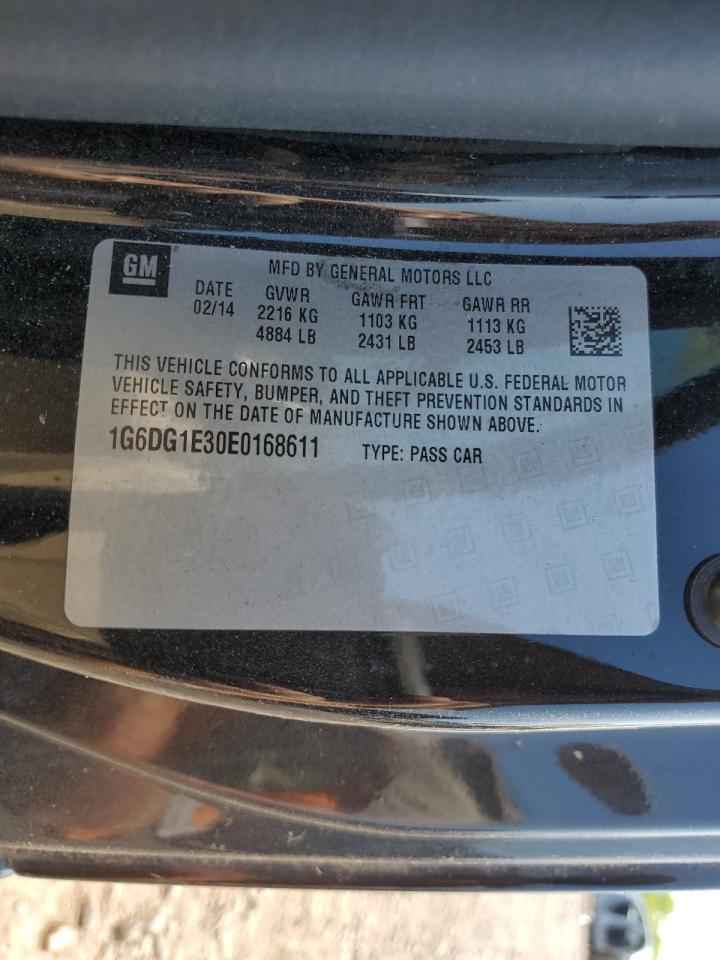 GM
MFD BY GENERAL MOTORS LLC
DATE GVWR GAWR FRT GAWR RR
02/14 2216 KG 1103 KG 1113 KG
4884 LB 2431 LB 2453 LB
THIS VEHICLE CONFORMS TO ALL APPLICABLE U.S. FEDERAL MOTOR
VEHICLE SAFETY, BUMPER, AND THEFT PREVENTION STANDARDS IN
EFFECT ON THE DATE OF MANUFACTURE SHOWN ABOVE.
1G6DG1E30E0168611 TYPE: PASS CAR